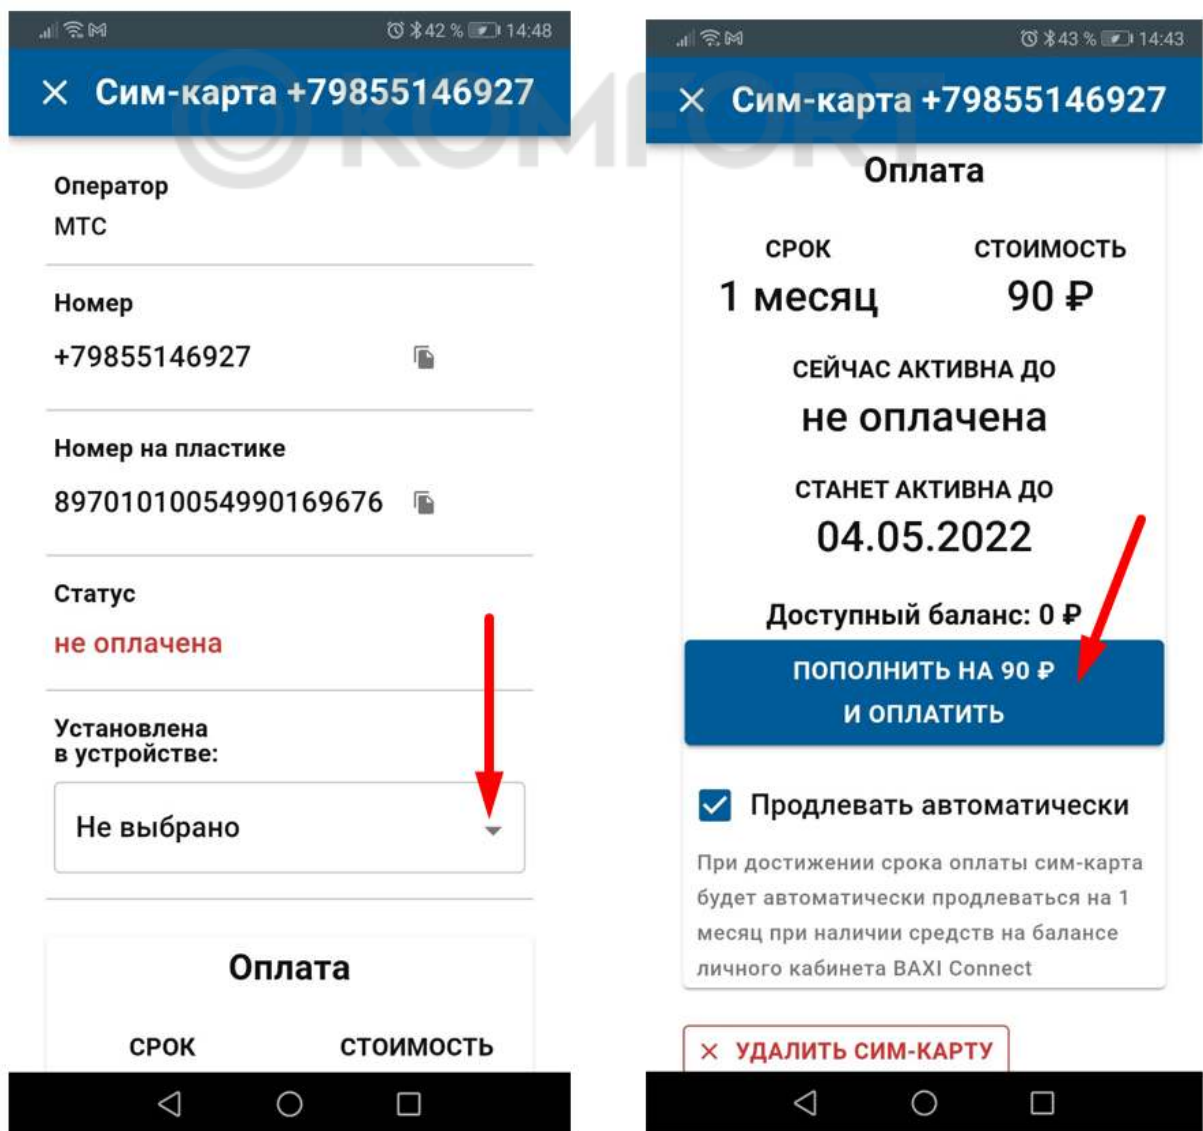 42 % 14:48
Сим-карта +79855146927
Оператор
МТС
Номер
+79855146927
Номер на пластике
89701010054990169676
Статус
не оплачена
Установлена
в устройстве:
Не выбрано
Оплата
СРОК СТОИМОСТЬ
43 % 14:43
Сим-карта +79855146927
Оплата
СРОК СТОИМОСТЬ
1 месяц 90 ₽
СЕЙЧАС АКТИВНА ДО
не оплачена
СТАНЕТ АКТИВНА ДО
04.05.2022
Доступный баланс: 0 ₽
ПОПОЛНИТЬ НА 90 ₽
И ОПЛАТИТЬ
Продлевать автоматически
При достижении срока оплаты сим-карта
будет автоматически продлеваться на 1
месяц при наличии средств на балансе
личного кабинета BAXI Connect
УДАЛИТЬ СИМ-КАРТУ
KOMFORT